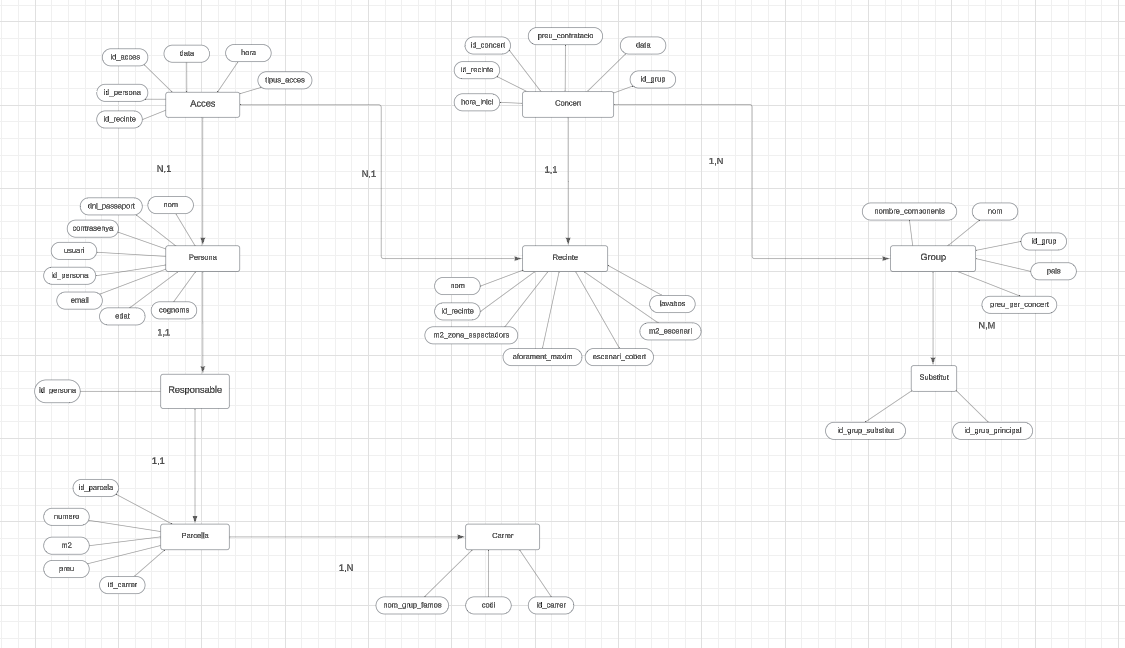 id_acces
data
hora
tipus_acces
id_persona
id_recinte
Acces
preu_contratacio
id_concert
data
id_recinte
id_grup
hora_inici
Concert
N,1
N,1
1,1
1,N
dni_passaport
nom
contrasenya
usuari
id_persona
email
edat
cognoms
Persona
1,1
Recinte
nom
id_recinte
m2_zona_espectadors
aforament_maxim
escenari_cobert
m2_escenari
lavabos
nombre_components
nom
id_grup
pais
preu_per_concert
Group
N,M
Responsable
id_persona
Substitut
id_grup_substitut
id_grup_principal
1,1
id_parcela
numero
m2
preu
id_carrer
Parcel·la
1,N
Carrer
nom_grup_famos
codi
id_carrer